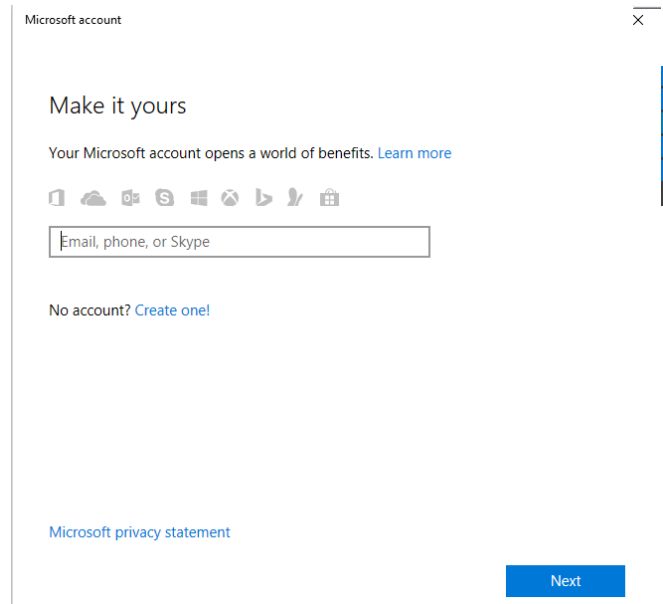 Microsoft account
Make it yours
Your Microsoft account opens a world of benefits. Learn more
Email, phone, or Skype
No account? Create one!
Microsoft privacy statement
Next